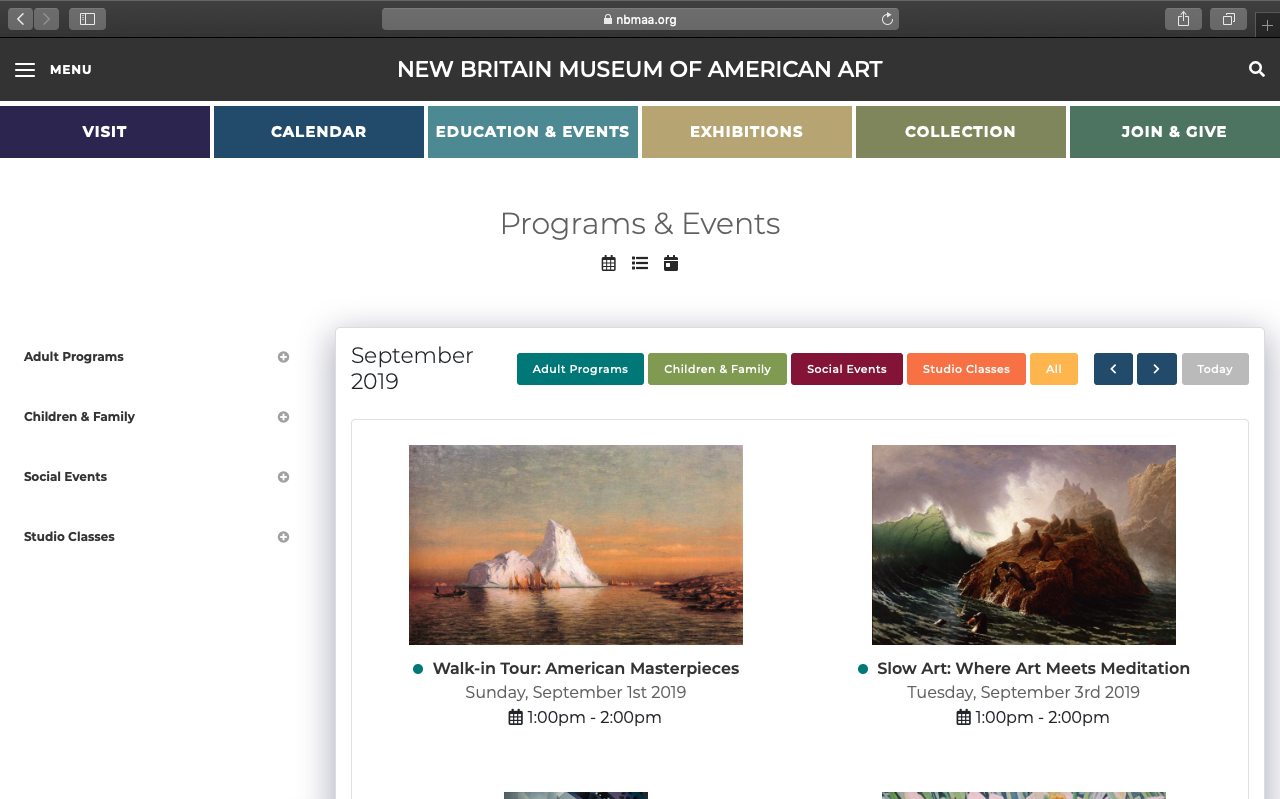 nbmaa.org
MENU
NEW BRITAIN MUSEUM OF AMERICAN ART
VISIT
CALENDAR
EDUCATION & EVENTS
EXHIBITIONS
COLLECTION
JOIN & GIVE
Programs & Events
Adult Programs
Children & Family
Social Events
Studio Classes
September
2019
Adult Programs
Children & Family
Social Events
Studio Classes
All
Today
Walk-in Tour: American Masterpieces
Sunday, September 1st 2019
1:00pm - 2:00pm
Slow Art: Where Art Meets Meditation
Tuesday, September 3rd 2019
1:00pm - 2:00pm